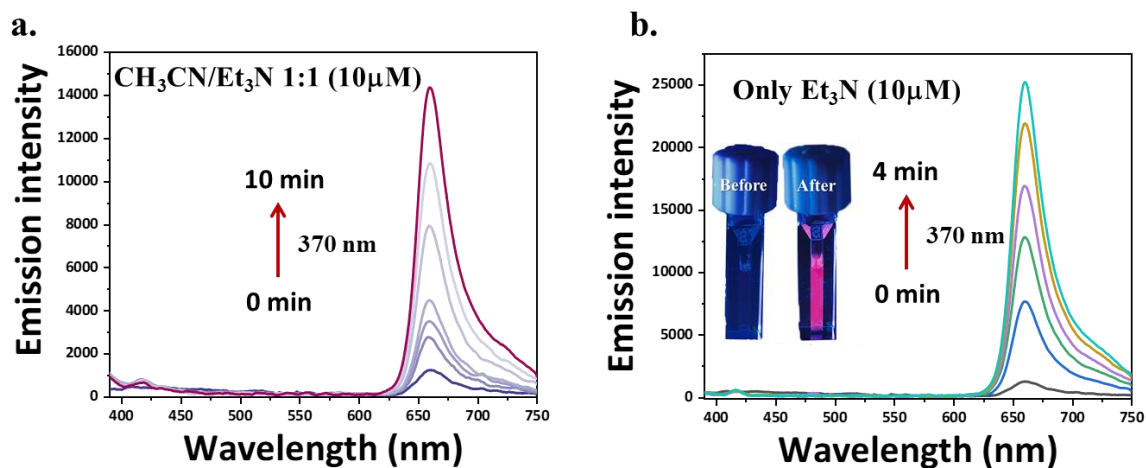 a.
16000
14000
12000
10000
8000
6000
4000
2000
0
CH₃CN/Et₃N 1:1 (10μM)
10 min
370 nm
0 min
400 450 500 550 600 650 700 750
Wavelength (nm)
Emission intensity
b.
25000
20000
15000
10000
5000
0
Only Et₃N (10μM)
Before After
4 min
370 nm
0 min
400 450 500 550 600 650 700 750
Wavelength (nm)
Emission intensity